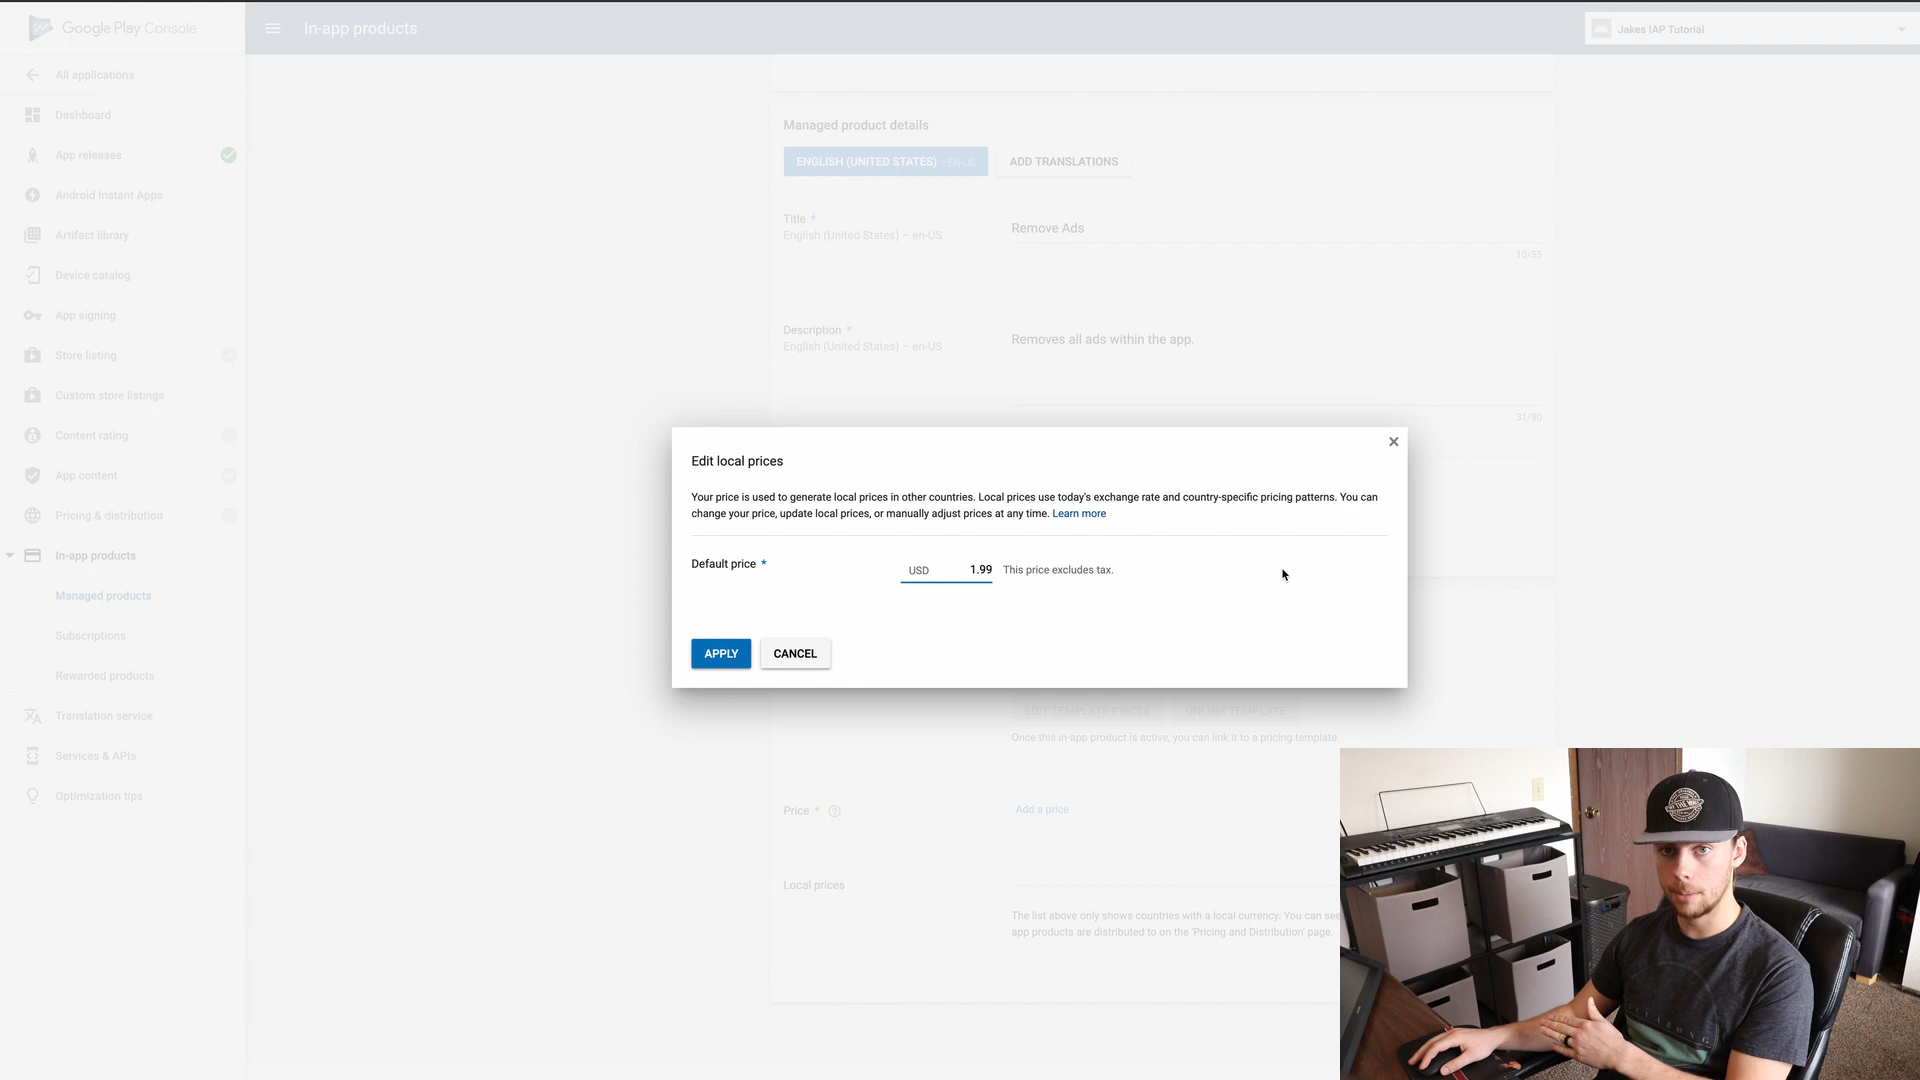 Google Play Console
In-app products
Jakes IAP Tutorial
All applications
Dashboard
App releases
Android Instant Apps
Artifact library
Device catalog
App signing
Store listing
Custom store listings
Content rating
App content
Pricing & distribution
In-app products
Managed products
Subscriptions
Rewarded products
Translation service
Services & APIs
Optimization tips
Managed product details
ENGLISH (UNITED STATES) – EN-US
ADD TRANSLATIONS
Title *
English (United States) – en-US
Remove Ads
10/55
Description *
English (United States) – en-US
Removes all ads within the app.
31/80
Edit local prices
Your price is used to generate local prices in other countries. Local prices use today's exchange rate and country-specific pricing patterns. You can
change your price, update local prices, or manually adjust prices at any time. Learn more
Default price *
USD 1.99 This price excludes tax.
APPLY
CANCEL
EDIT TEMPLATE PRICES
UNLINK TEMPLATE
Once this in-app product is active, you can link it to a pricing template.
Price *
Add a price
Local prices
The list above only shows countries with a local currency. You can see
app products are distributed to on the 'Pricing and Distribution' page.